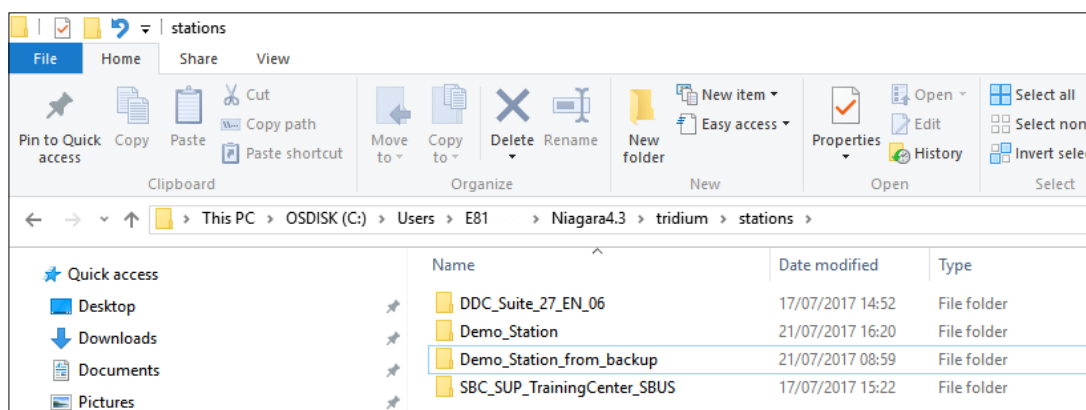 stations
File Home Share View
Pin to Quick access
Copy
Paste
Cut
Copy path
Paste shortcut
Clipboard
Move to
Copy to
Delete
Rename
Organize
New folder
New item
Easy access
New
Properties
Open
Edit
History
Open
Select all
Select non
Invert sele
Select
This PC > OSDISK (C:) > Users > E81 > Niagara4.3 > tridium > stations >
Quick access
Desktop
Downloads
Documents
Pictures
Name Date modified Type
DDC_Suite_27_EN_06 17/07/2017 14:52 File folder
Demo_Station 21/07/2017 16:20 File folder
Demo_Station_from_backup 21/07/2017 08:59 File folder
SBC_SUP_TrainingCenter_SBUS 17/07/2017 15:22 File folder